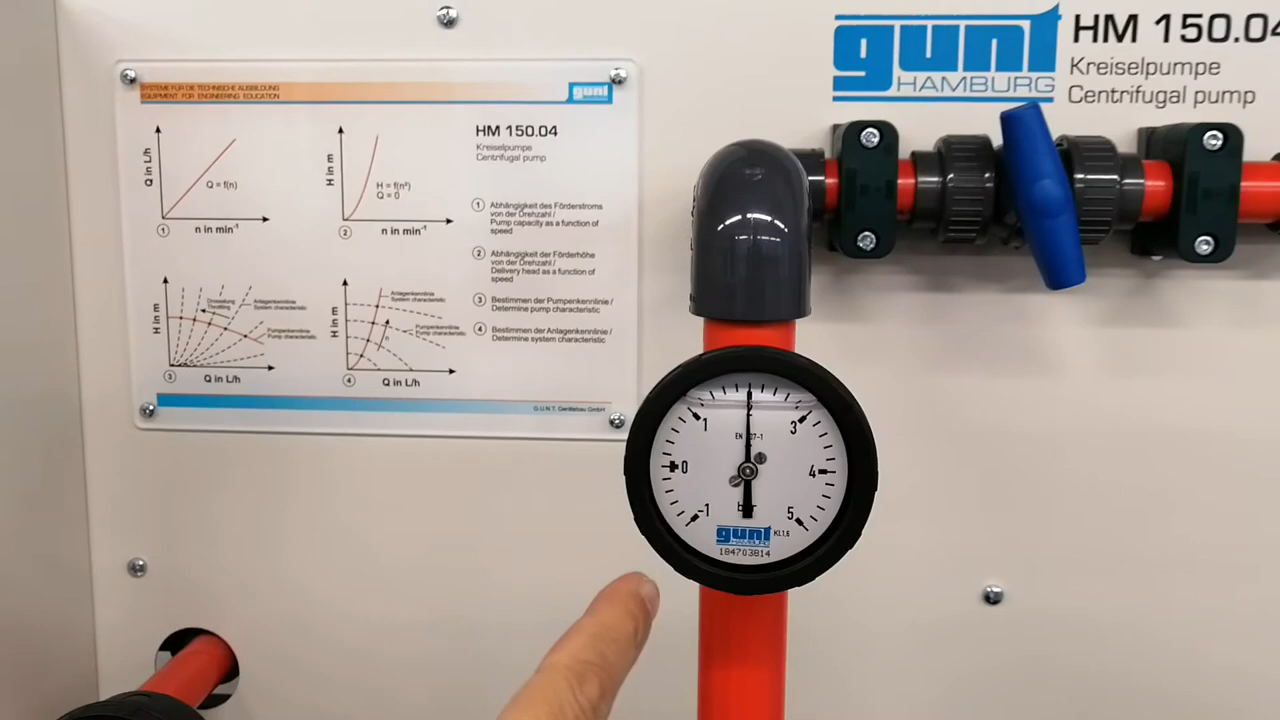 gunt
HAMBURG
HM 150.04
Kreiselpumpe
Centrifugal pump
SYSTEME FÜR DIE TECHNISCHE AUSBILDUNG
EQUIPMENT FOR ENGINEERING EDUCATION
gunt
HM 150.04
Kreiselpumpe
Centrifugal pump
Q in L/h
Q = f(n)
1
n in min-1
H in m
H = f(n²)
Q = 0
2
n in min-1
1 Abhängigkeit des Förderstroms
von der Drehzahl /
Pump capacity as a function of
speed
2 Abhängigkeit der Förderhöhe
von der Drehzahl /
Delivery head as a function of
speed
3 Bestimmen der Pumpenkennlinie /
Determine pump characteristic
4 Bestimmen der Anlagenkennlinie /
Determine system characteristic
H in m
Drosselung
Throttling
Anlagenkennlinie
System characteristic
Pumpenkennlinie
Pump characteristic
3
Q in L/h
H in m
Anlagenkennlinie
System characteristic
Pumpenkennlinie
Pump characteristic
n
4
Q in L/h
G.U.N.T. Gerätebau GmbH
-1
0
1
2
3
4
5
bar
gunt
HAMBURG
KL1,6
184703814